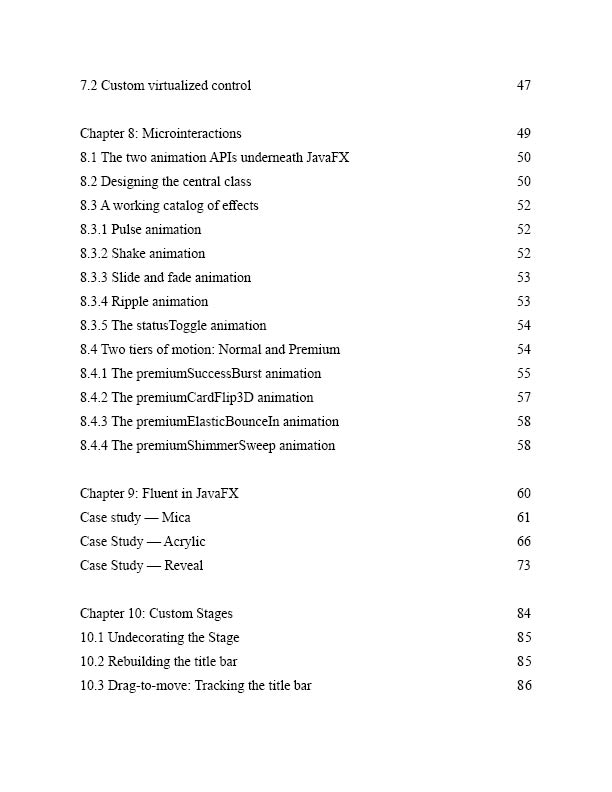 7.2 Custom virtualized control 47
Chapter 8: Microinteractions 49
8.1 The two animation APIs underneath JavaFX 50
8.2 Designing the central class 50
8.3 A working catalog of effects 52
8.3.1 Pulse animation 52
8.3.2 Shake animation 52
8.3.3 Slide and fade animation 53
8.3.4 Ripple animation 53
8.3.5 The statusToggle animation 54
8.4 Two tiers of motion: Normal and Premium 54
8.4.1 The premiumSuccessBurst animation 55
8.4.2 The premiumCardFlip3D animation 57
8.4.3 The premiumElasticBounceIn animation 58
8.4.4 The premiumShimmerSweep animation 58
Chapter 9: Fluent in JavaFX 60
Case study — Mica 61
Case Study — Acrylic 66
Case Study — Reveal 73
Chapter 10: Custom Stages 84
10.1 Undecorating the Stage 85
10.2 Rebuilding the title bar 85
10.3 Drag-to-move: Tracking the title bar 86